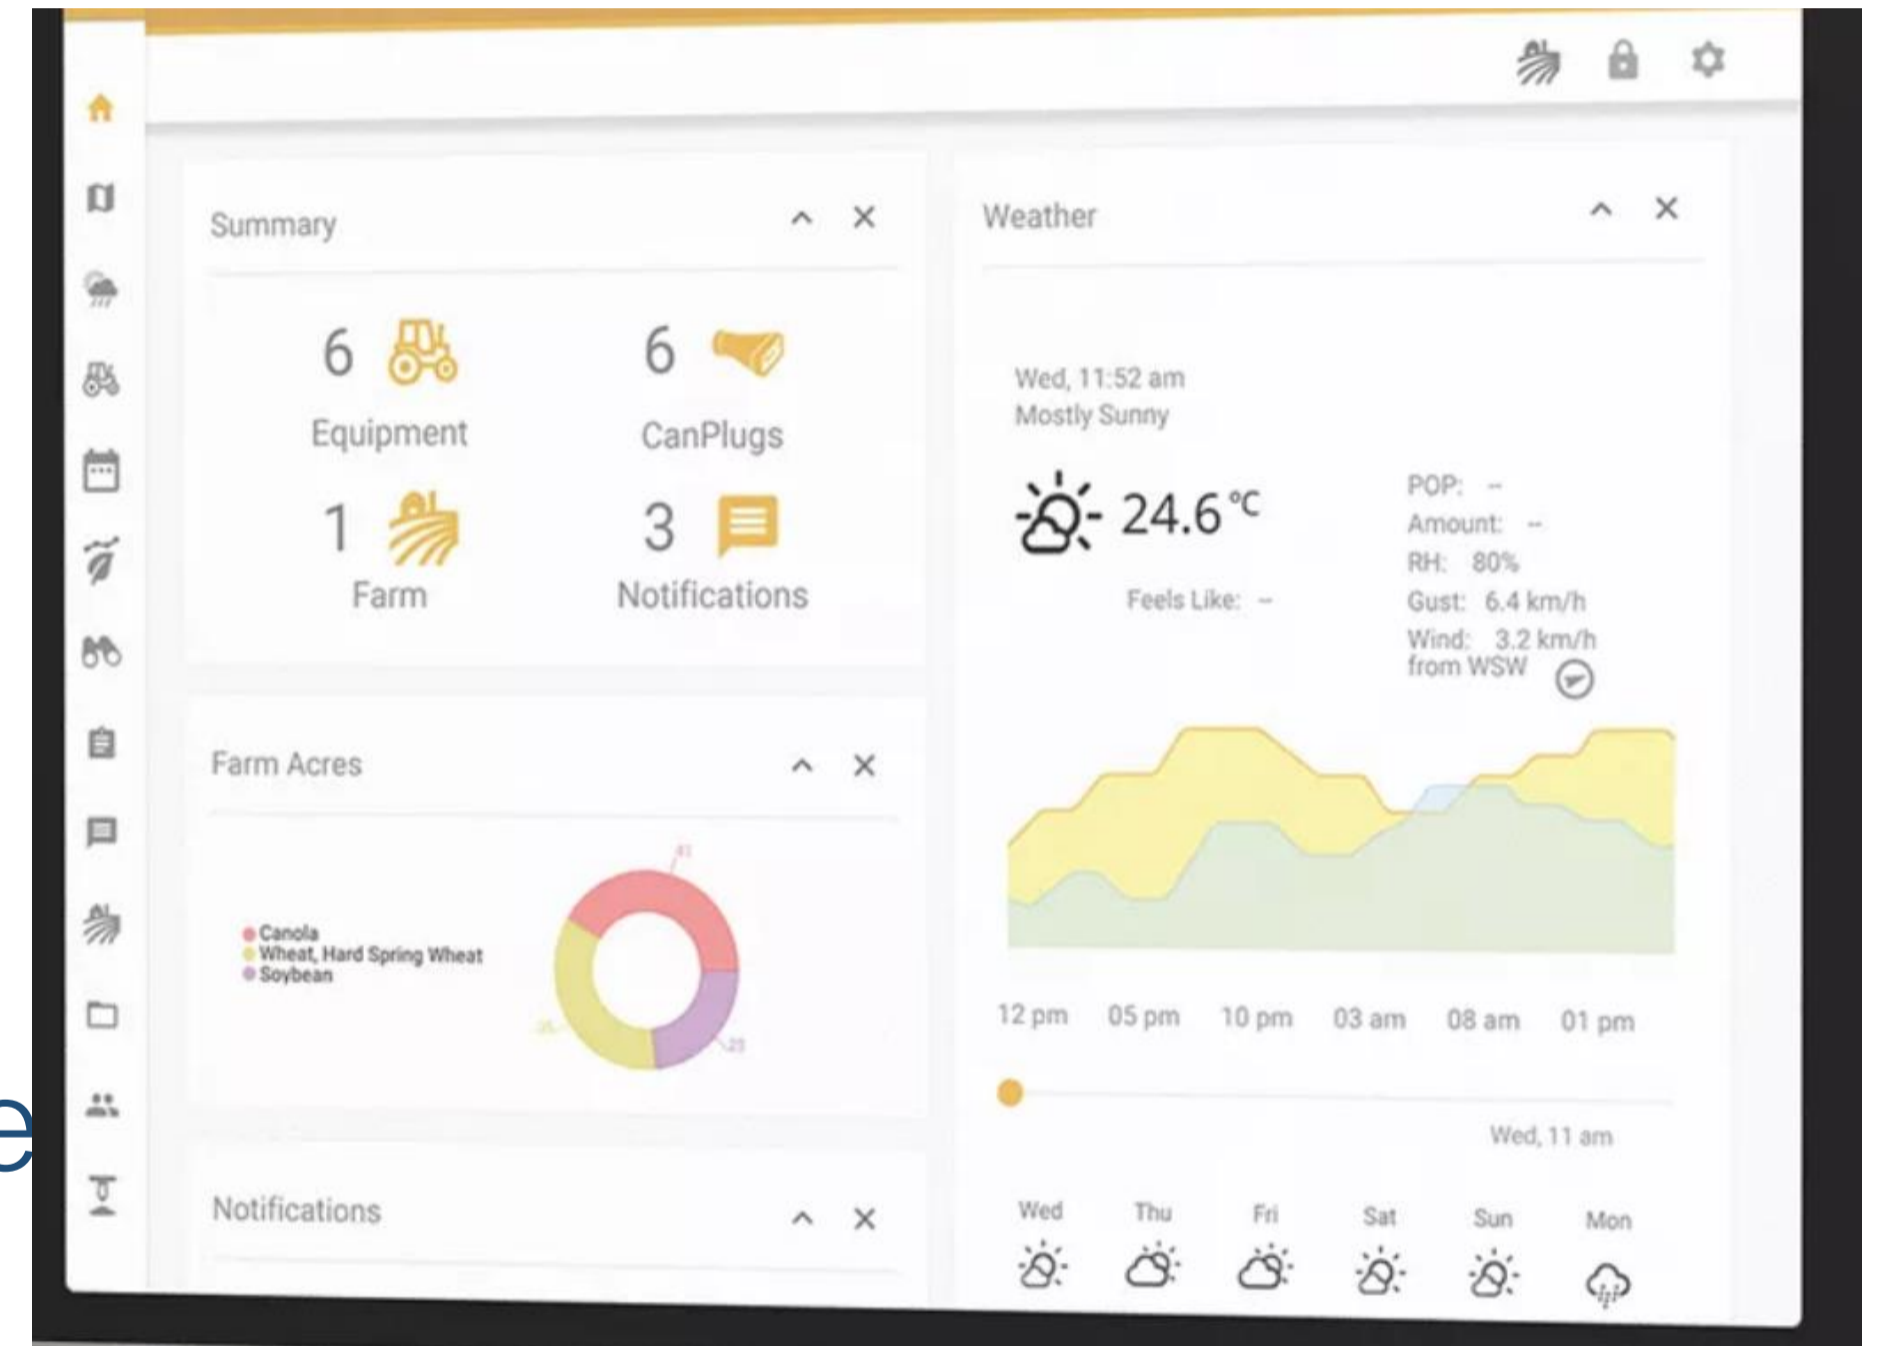 Summary
6
6
Equipment
CanPlugs
1
3
Farm
Notifications
Farm Acres
41
Canola
Wheat, Hard Spring Wheat
Soybean
Notifications
Weather
Wed, 11:52 am
Mostly Sunny
24.6°C
Feels Like: --
POP: --
Amount: --
RH: 80%
Gust: 6.4 km/h
Wind: 3.2 km/h
from WSW
12 pm 05 pm 10 pm 03 am 08 am 01 pm
Wed, 11 am
Wed Thu Fri Sat Sun Mon
e